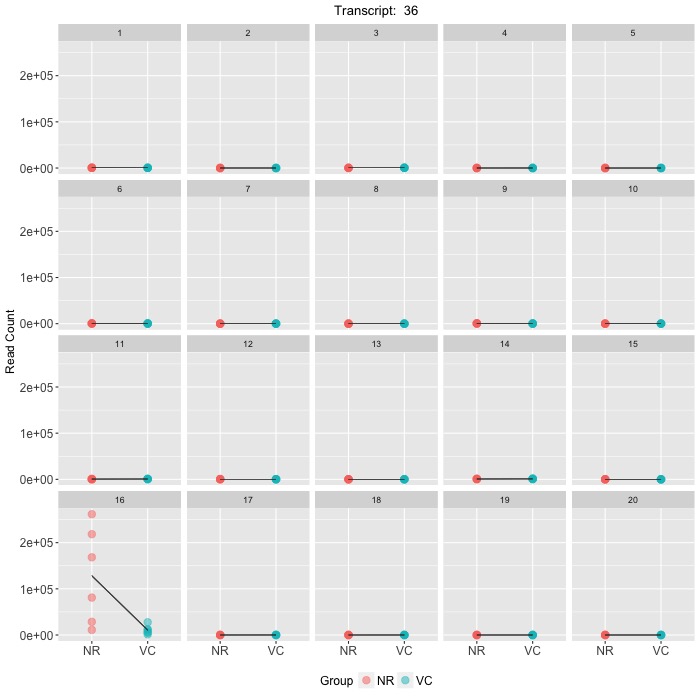 Transcript: 36
1 2 3 4 5
2e+05
1e+05
0e+00
6 7 8 9 10
2e+05
1e+05
0e+00
Read Count
11 12 13 14 15
2e+05
1e+05
0e+00
16 17 18 19 20
2e+05
1e+05
0e+00
NR VC NR VC NR VC NR VC NR VC
Group NR VC